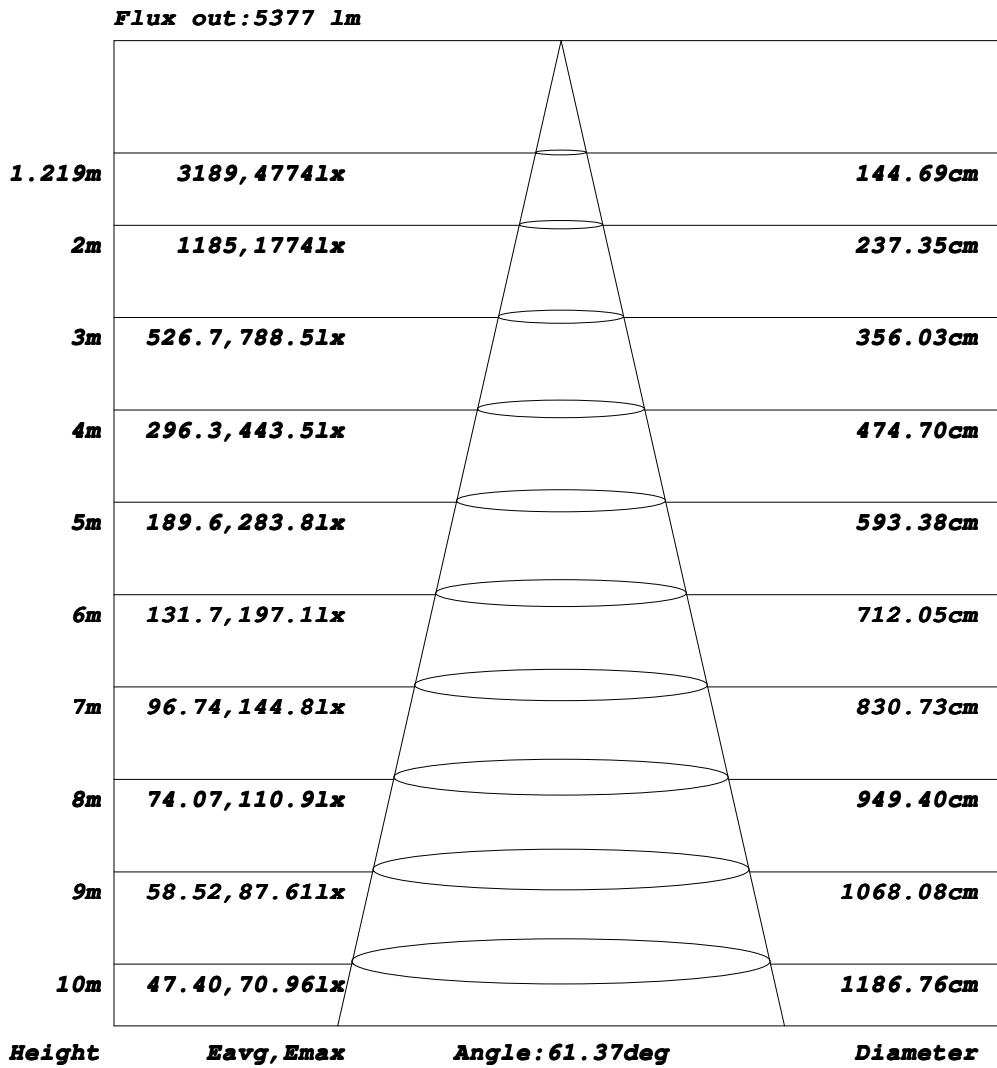 Flux out:5377 lm
1.219m 3189,4774lx 144.69cm
2m 1185,1774lx 237.35cm
3m 526.7,788.5lx 356.03cm
4m 296.3,443.5lx 474.70cm
5m 189.6,283.8lx 593.38cm
6m 131.7,197.1lx 712.05cm
7m 96.74,144.8lx 830.73cm
8m 74.07,110.9lx 949.40cm
9m 58.52,87.61lx 1068.08cm
10m 47.40,70.96lx 1186.76cm
Height Eavg,Emax Angle:61.37deg Diameter